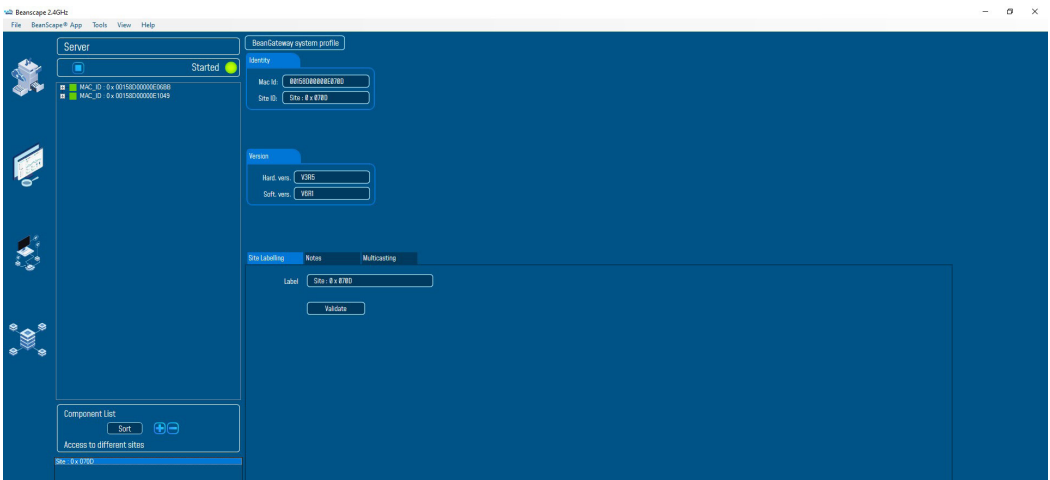 Beanscape 2.4GHz
File BeanScape® App Tools View Help
Server
Started
MAC_ID : 0 x 00158D00000E06BB
MAC_ID : 0 x 00158D00000E1049
Component List
Sort
Access to different sites
Site : 0 x 070D
BeanGateway system profile
Identity
Mac Id: 00158D00000E070D
Site ID: Site : 0 x 070D
Version
Hard. vers. V3R5
Soft. vers. V6R1
Site Labelling Notes Multicasting
Label Site : 0 x 070D
Validate